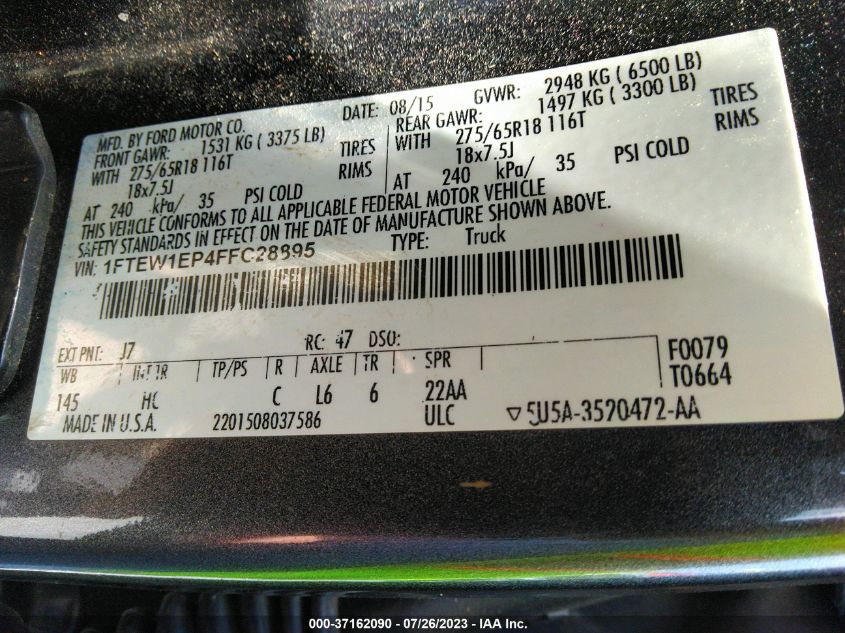 MFD. BY FORD MOTOR CO.
DATE: 08/15 GVWR: 2948 KG ( 6500 LB)
FRONT GAWR: 1531 KG ( 3375 LB) REAR GAWR: 1497 KG ( 3300 LB)
WITH 275/65R18 116T TIRES WITH 275/65R18 116T TIRES
18x7.5J RIMS 18x7.5J RIMS
AT 240 kPa/ 35 PSI COLD AT 240 kPa/ 35 PSI COLD
THIS VEHICLE CONFORMS TO ALL APPLICABLE FEDERAL MOTOR VEHICLE
SAFETY STANDARDS IN EFFECT ON THE DATE OF MANUFACTURE SHOWN ABOVE.
VIN: 1FTEW1EP4FFC28895 TYPE: Truck
EXT PNT: J7 RC: 47 DSO:
WB INT TR TP/PS R AXLE TR SPR F0079
145 HC C L6 6 22AA T0664
MADE IN U.S.A. 2201508037586 ULC 5U5A-3520472-AA
000-37162090 - 07/26/2023 - IAA Inc.